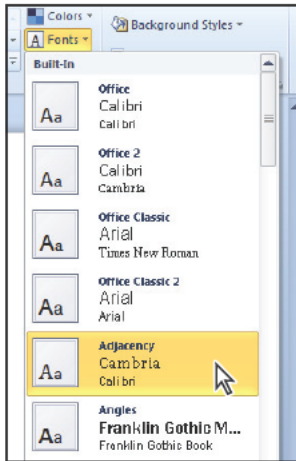 Colors
Background Styles
Fonts
Built-In
Office
Aa
Calibri
Calibri
Office 2
Aa
Calibri
Cambria
Office Classic
Aa
Arial
Times New Roman
Office Classic 2
Aa
Arial
Arial
Adjacency
Aa
Cambria
Calibri
Angles
Aa
Franklin Gothic M...
Franklin Gothic Book